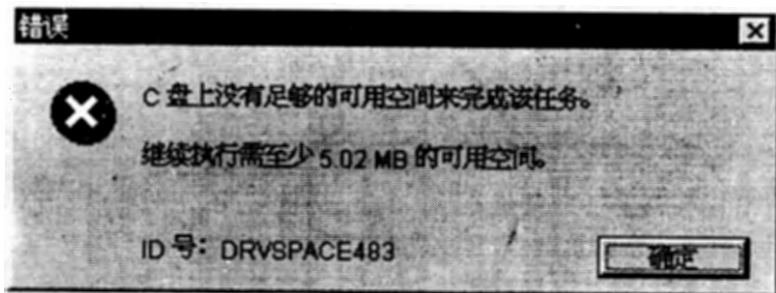 错误
C 盘上没有足够的可用空间来完成该任务。
继续执行需至少 5.02 MB 的可用空间。
ID 号: DRVSPACE483
确定